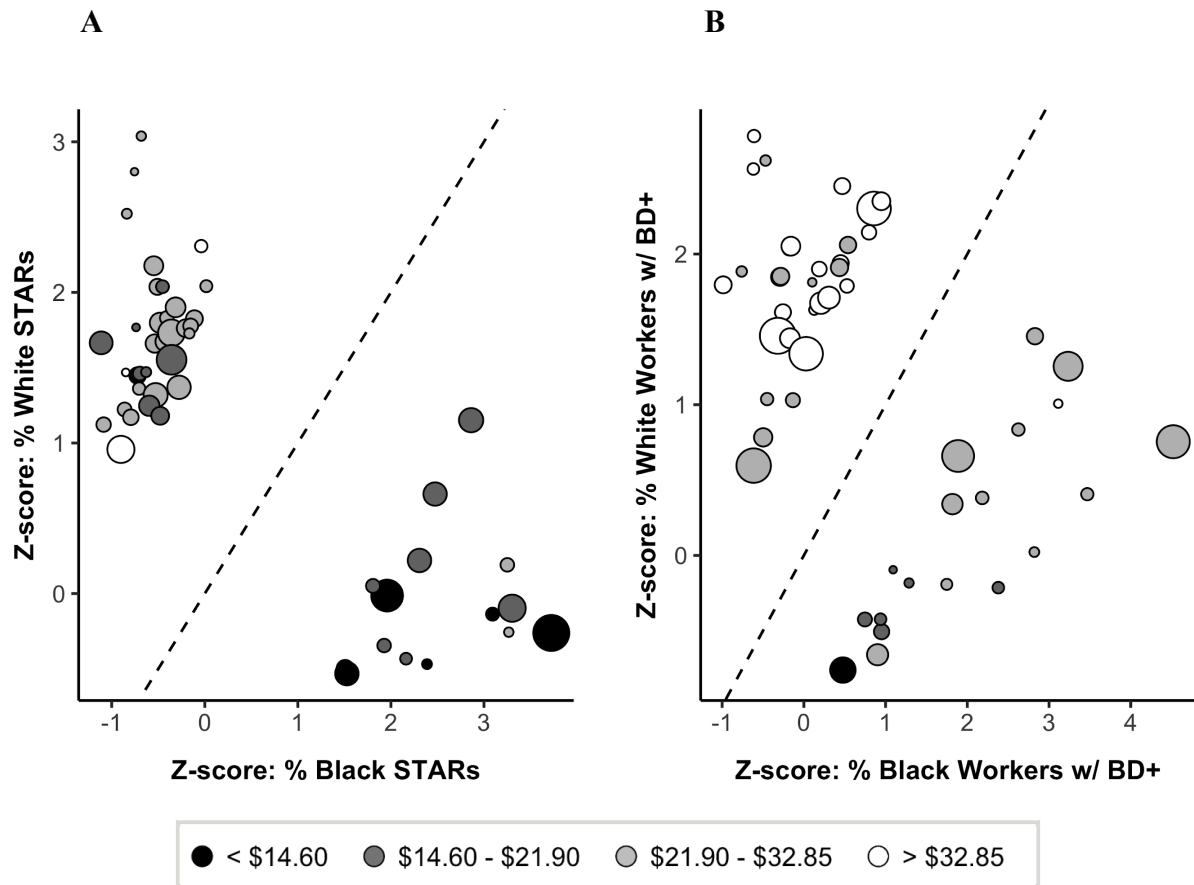 A
B
Z-score: % White STARs
3
2
1
0
-1
0
1
2
3
Z-score: % Black STARs
Z-score: % White Workers w/ BD+
2
1
0
-1
0
1
2
3
4
Z-score: % Black Workers w/ BD+
< $14.60
$14.60 - $21.90
$21.90 - $32.85
> $32.85